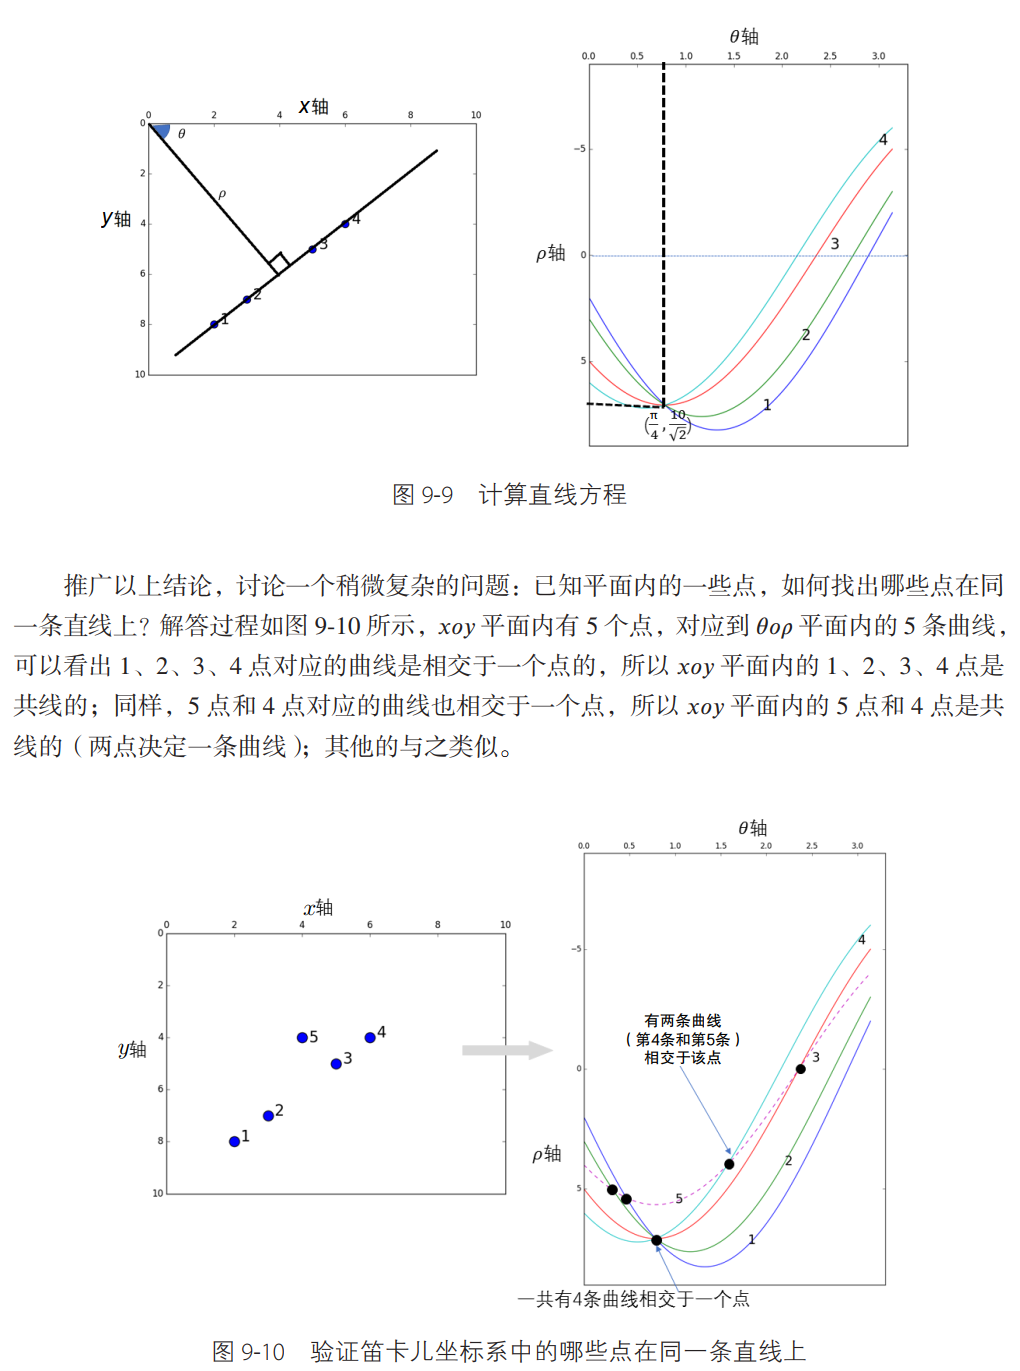 θ轴
0.0 0.5 1.0 1.5 2.0 2.5 3.0
x轴
0 2 4 6 8 10
0
θ
4
−5
2
ρ
y轴
4
4
3
3
ρ轴
0
6
2
2
8
1
5
1
10
(π/4, 10/√2)
图 9-9 计算直线方程
推广以上结论，讨论一个稍微复杂的问题：已知平面内的一些点，如何找出哪些点在同
一条直线上？解答过程如图 9-10 所示，xoy 平面内有 5 个点，对应到 θoρ 平面内的 5 条曲线，
可以看出 1、2、3、4 点对应的曲线是相交于一个点的，所以 xoy 平面内的 1、2、3、4 点是
共线的；同样，5 点和 4 点对应的曲线也相交于一个点，所以 xoy 平面内的 5 点和 4 点是共
线的（两点决定一条曲线）；其他的与之类似。
θ轴
0.0 0.5 1.0 1.5 2.0 2.5 3.0
x轴
0 2 4 6 8 10
0
4
−5
2
有两条曲线
（第4条和第5条）
相交于该点
y轴
4
5
4
3
3
0
6
2
8
1
ρ轴
2
10
5
5
1
一共有4条曲线相交于一个点
图 9-10 验证笛卡儿坐标系中的哪些点在同一条直线上